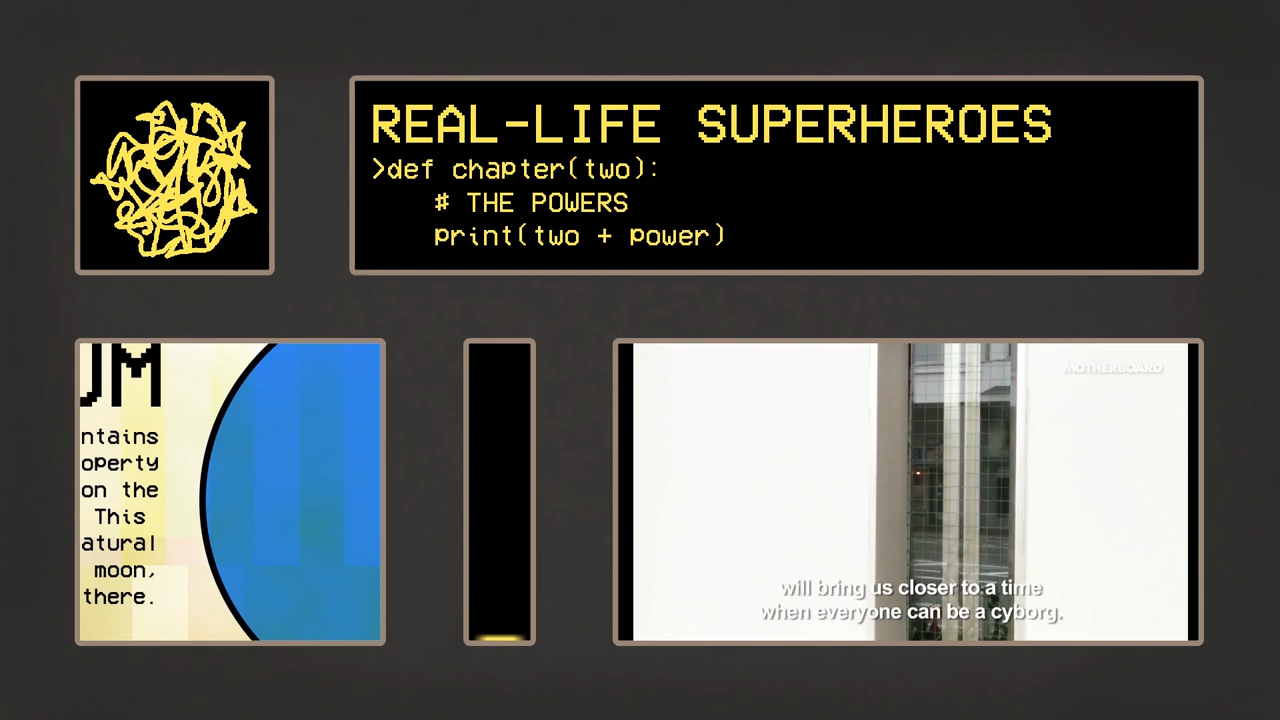 REAL-LIFE SUPERHEROES
>def chapter(two):
# THE POWERS
print(two + power)
UM
ntains
operty
on the
This
atural
moon,
there.
MOTHERBOARD
will bring us closer to a time
when everyone can be a cyborg.